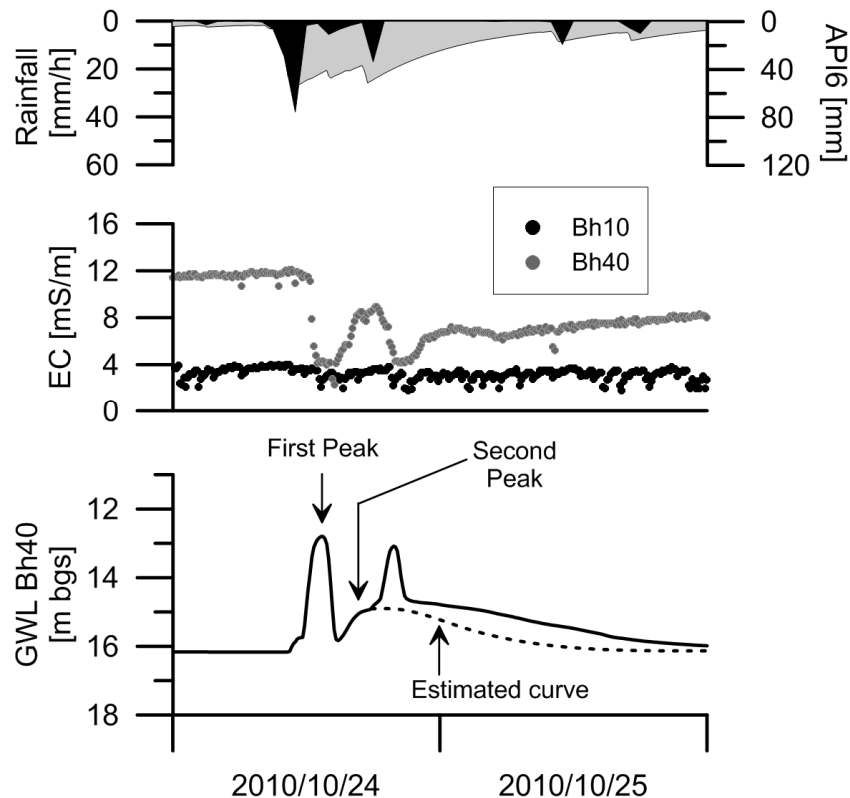 Rainfall
[mm/h]
0
20
40
60
0
40
80
120
API6
[mm]
EC [mS/m]
16
12
8
4
0
Bh10
Bh40
GWL Bh40
[m bgs]
12
14
16
18
First Peak
Second
Peak
Estimated curve
2010/10/24
2010/10/25